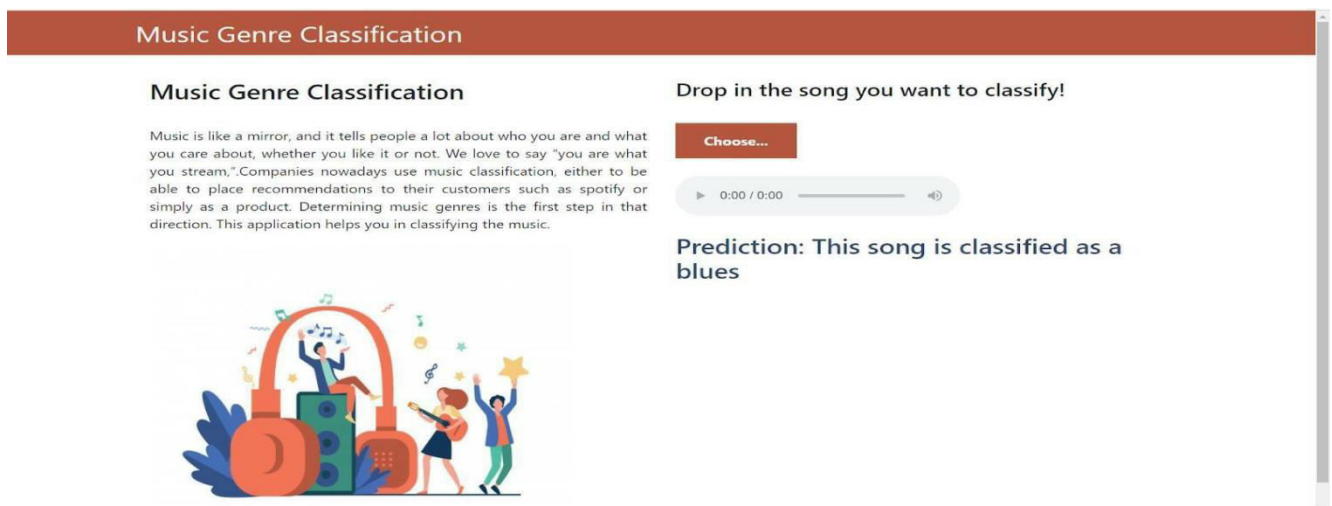 Music Genre Classification
Music Genre Classification
Music is like a mirror, and it tells people a lot about who you are and what
you care about, whether you like it or not. We love to say "you are what
you stream,".Companies nowadays use music classification, either to be
able to place recommendations to their customers such as spotify or
simply as a product. Determining music genres is the first step in that
direction. This application helps you in classifying the music.
Drop in the song you want to classify!
Choose...
0:00 / 0:00
Prediction: This song is classified as a
blues